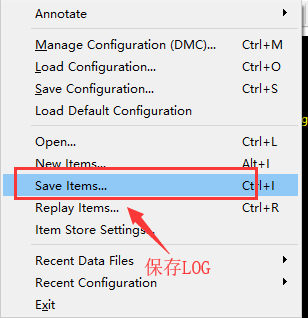 Annotate
Manage Configuration (DMC)... Ctrl+M
Load Configuration... Ctrl+O
Save Configuration... Ctrl+S
Load Default Configuration
Open... Ctrl+L
New Items... Alt+I
Save Items... Ctrl+I
Replay Items... Ctrl+R
Item Store Settings...
保存LOG
Recent Data Files
Recent Configuration
Exit